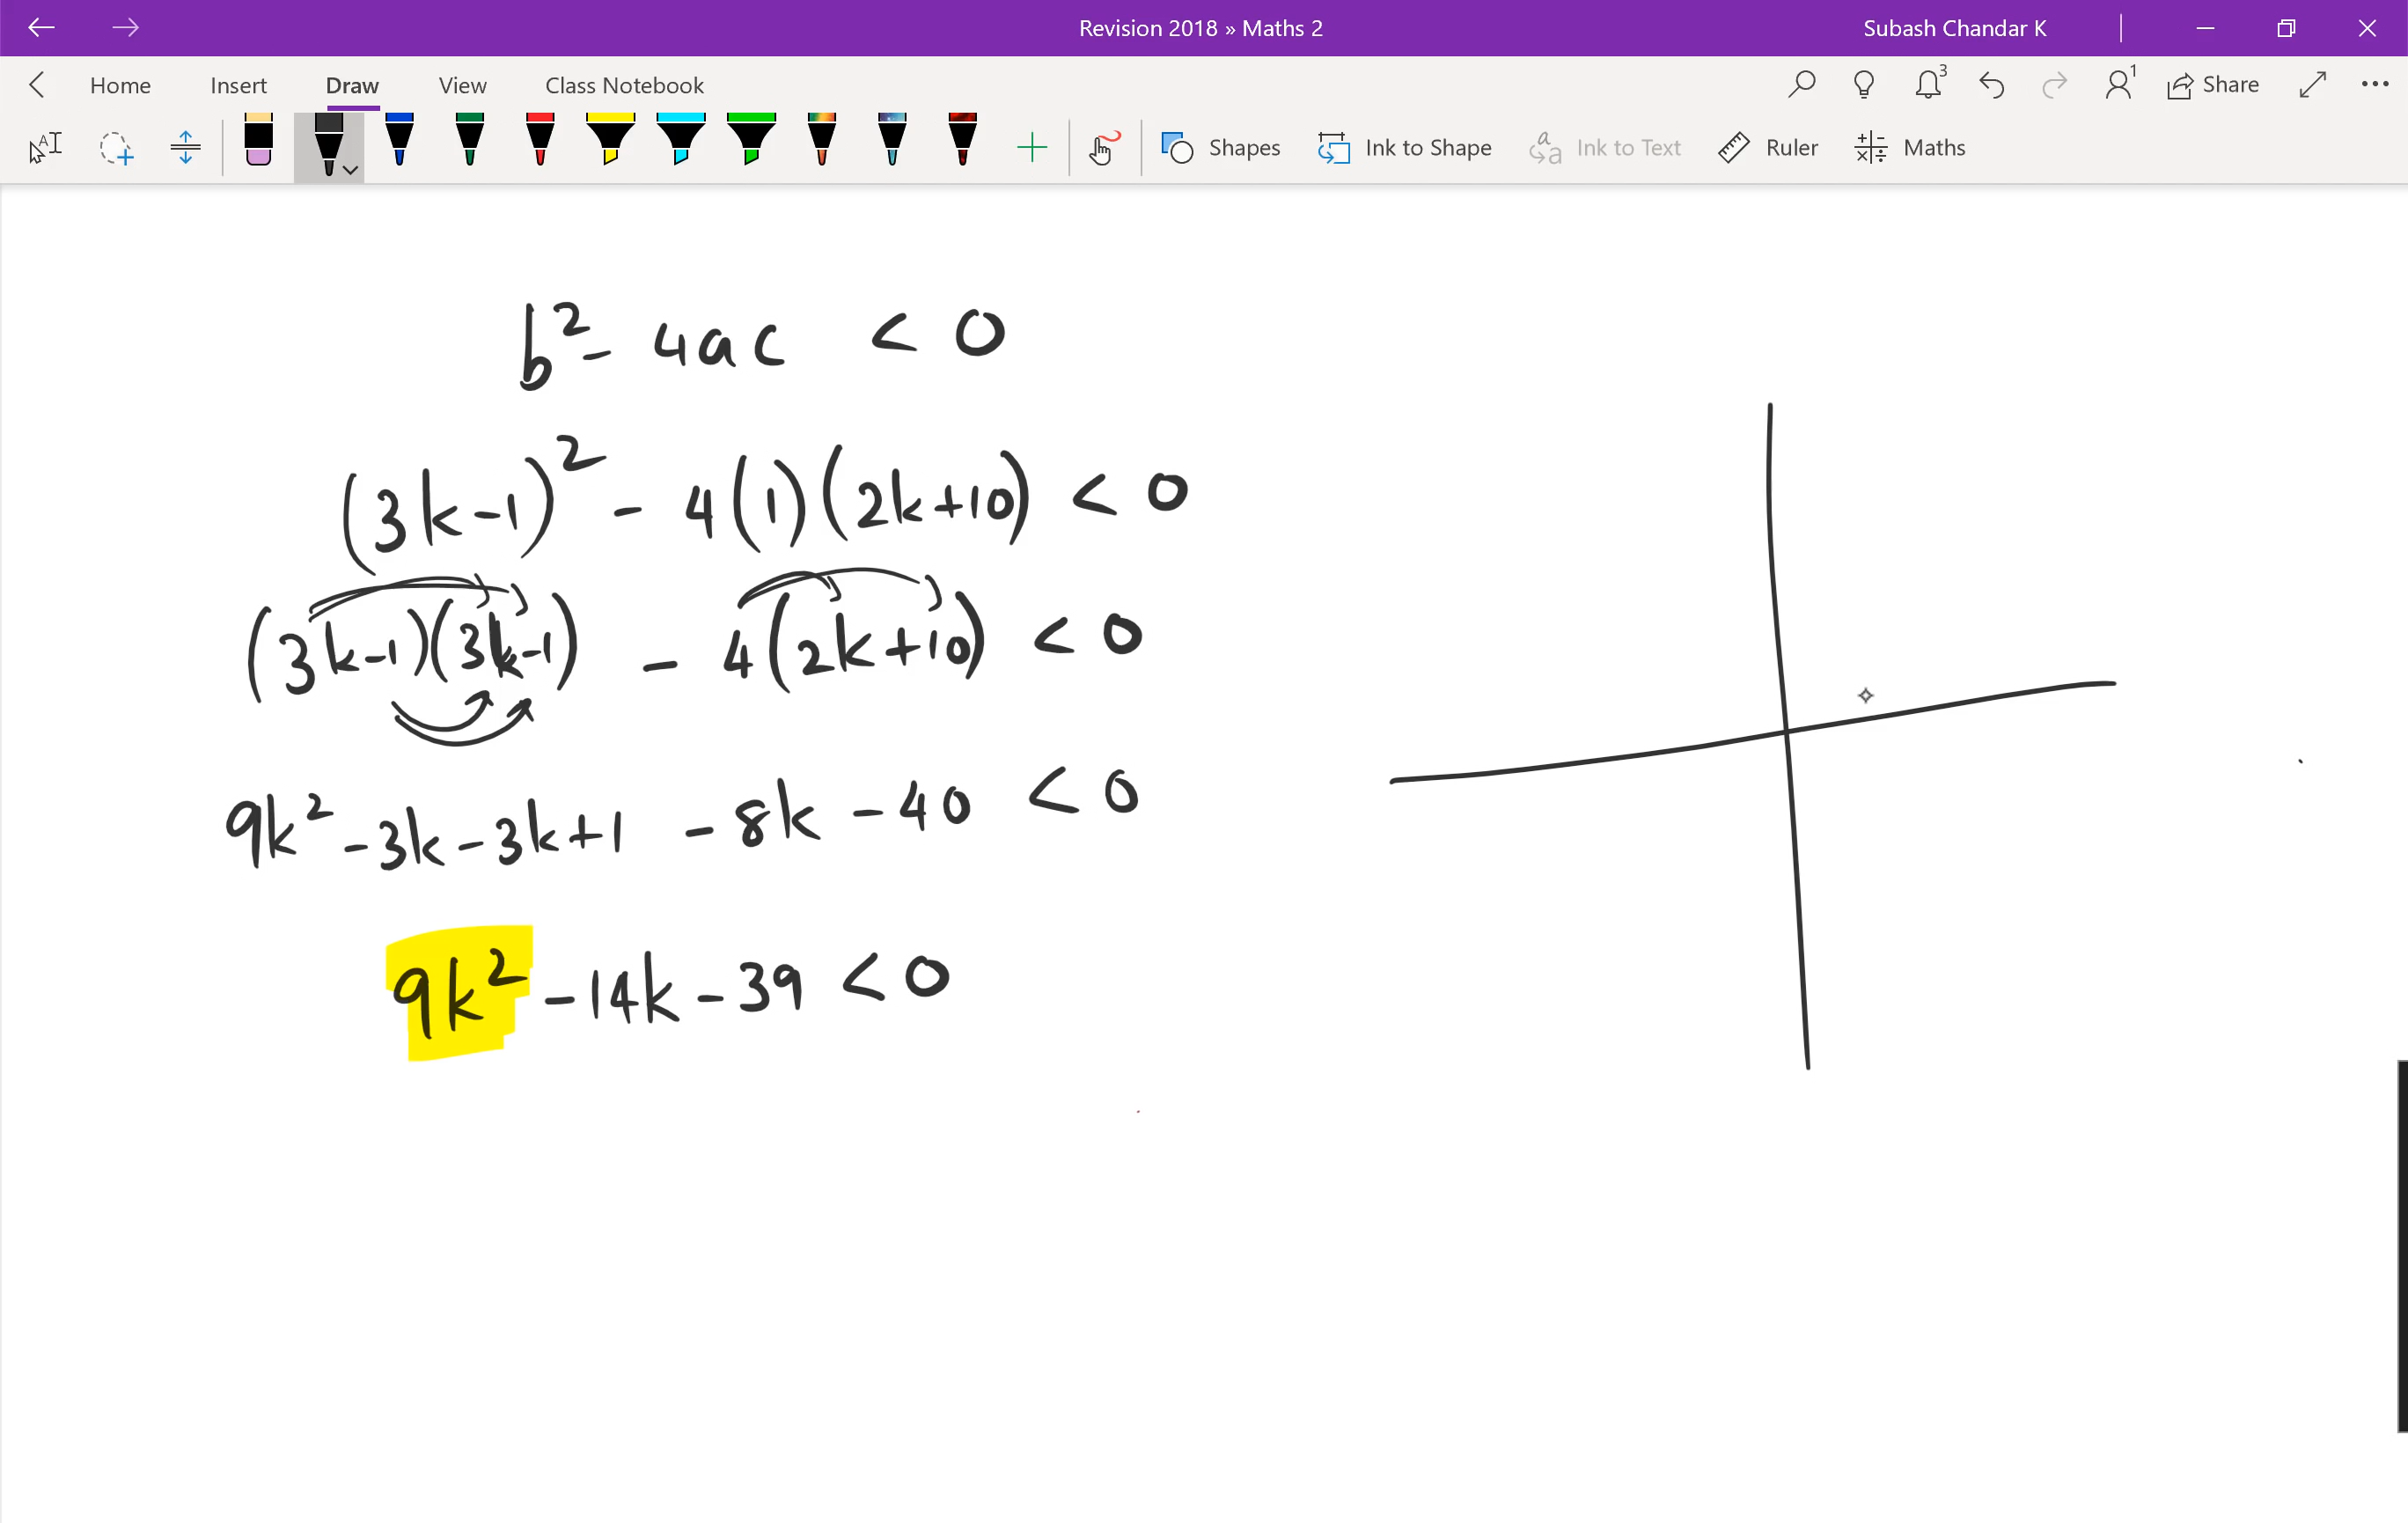 Revision 2018 » Maths 2
Subash Chandar K
Home Insert Draw View Class Notebook
3 1 Share
Shapes Ink to Shape Ink to Text Ruler Maths
b² - 4ac < 0
(3k-1)² - 4(1)(2k+10) < 0
(3k-1)(3k-1) - 4(2k+10) < 0
9k² - 3k - 3k + 1 - 8k - 40 < 0
9k² - 14k - 39 < 0